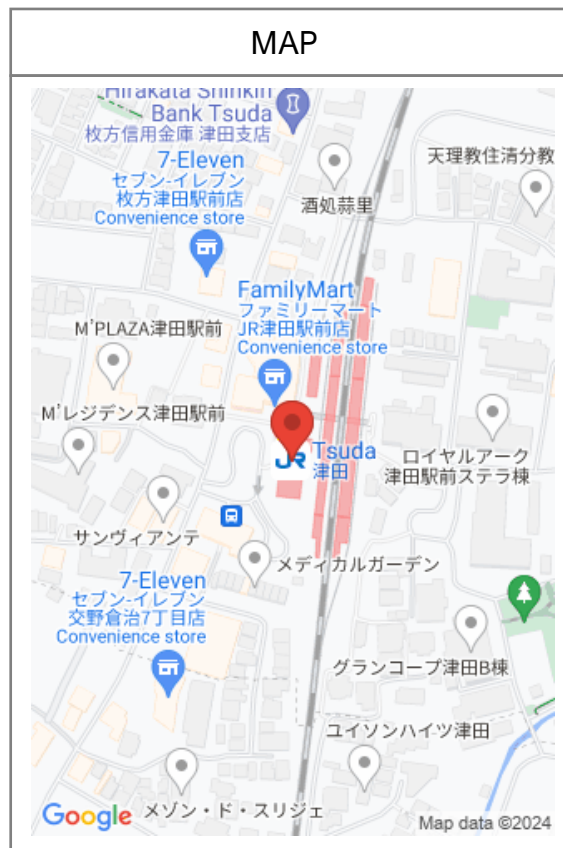 MAP
Hirakata Shinkin
Bank Tsuda
枚方信用金庫 津田支店
7-Eleven
セブン-イレブン
枚方津田駅前店
Convenience store
酒処蒜里
天理教住清分教
FamilyMart
ファミリーマート
JR津田駅前店
Convenience store
M'PLAZA津田駅前
M'レジデンス津田駅前
JR
Tsuda
津田
ロイヤルアーク
津田駅前ステラ棟
サンヴィアンテ
メディカルガーデン
7-Eleven
セブン-イレブン
交野倉治7丁目店
Convenience store
グランコープ津田B棟
ユイソンハイツ津田
メゾン・ド・スリジェ
Google
Map data ©2024